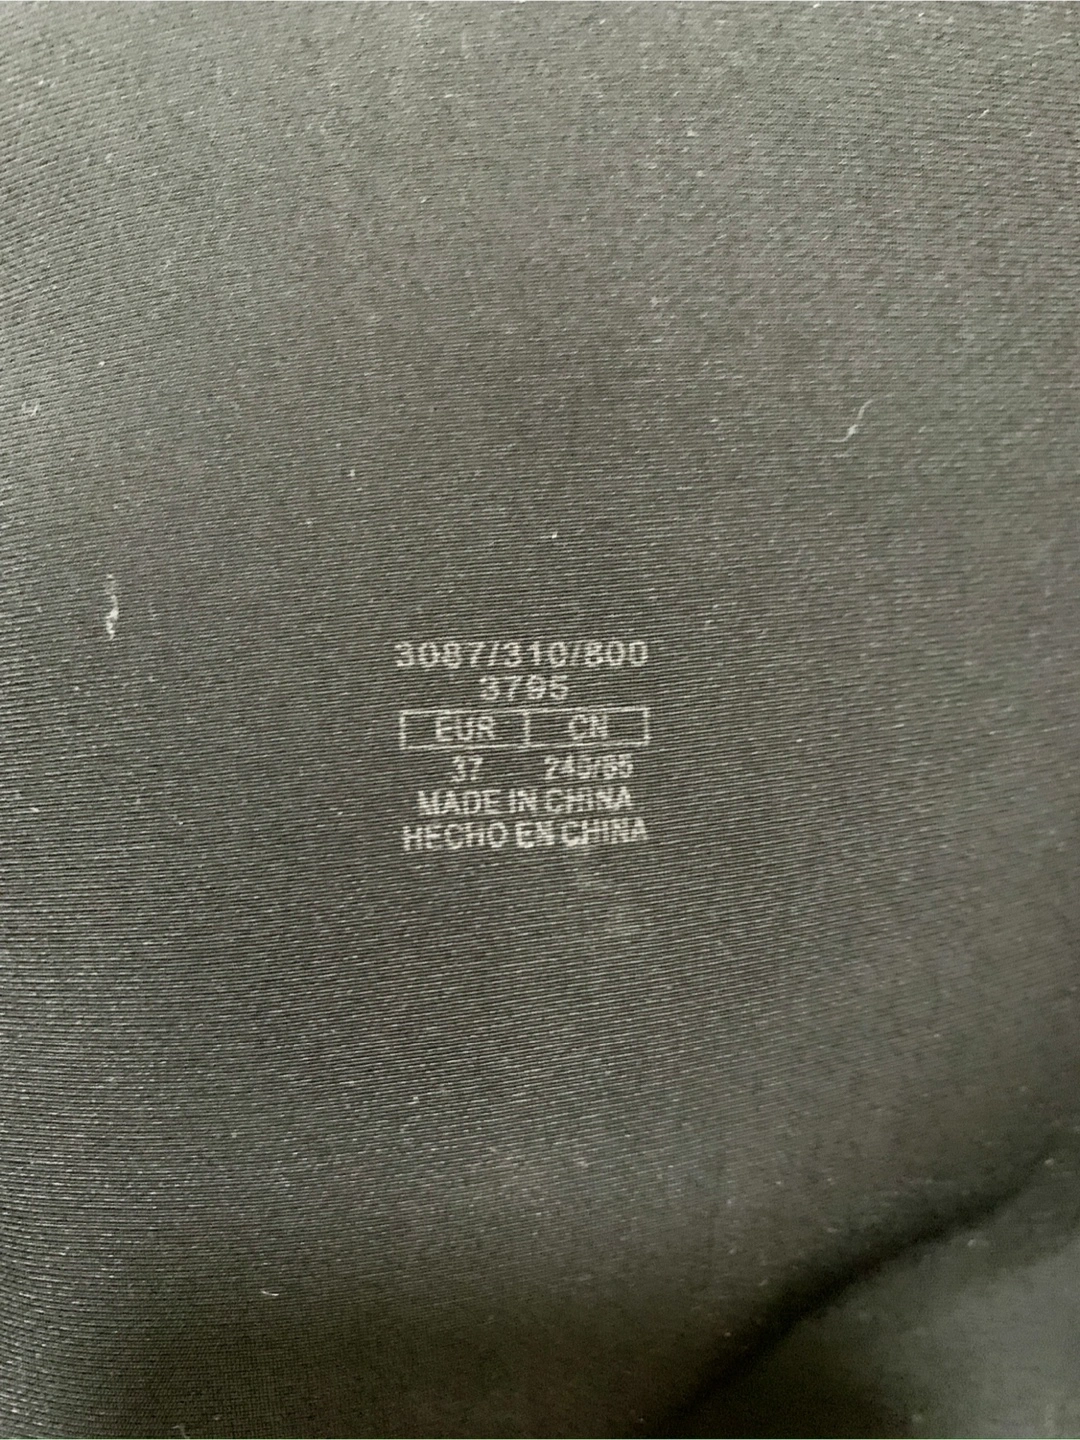 3087/310/800
3795
EUR CN
37 240/85
MADE IN CHINA
HECHO EN CHINA